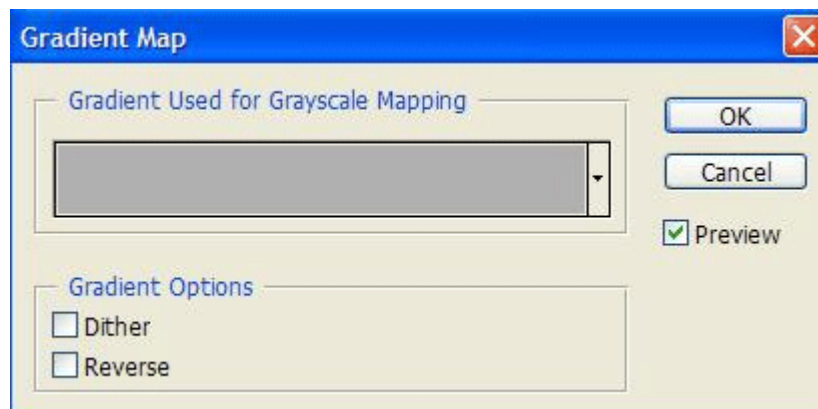 Gradient Map
Gradient Used for Grayscale Mapping
OK
Cancel
Preview
Gradient Options
Dither
Reverse